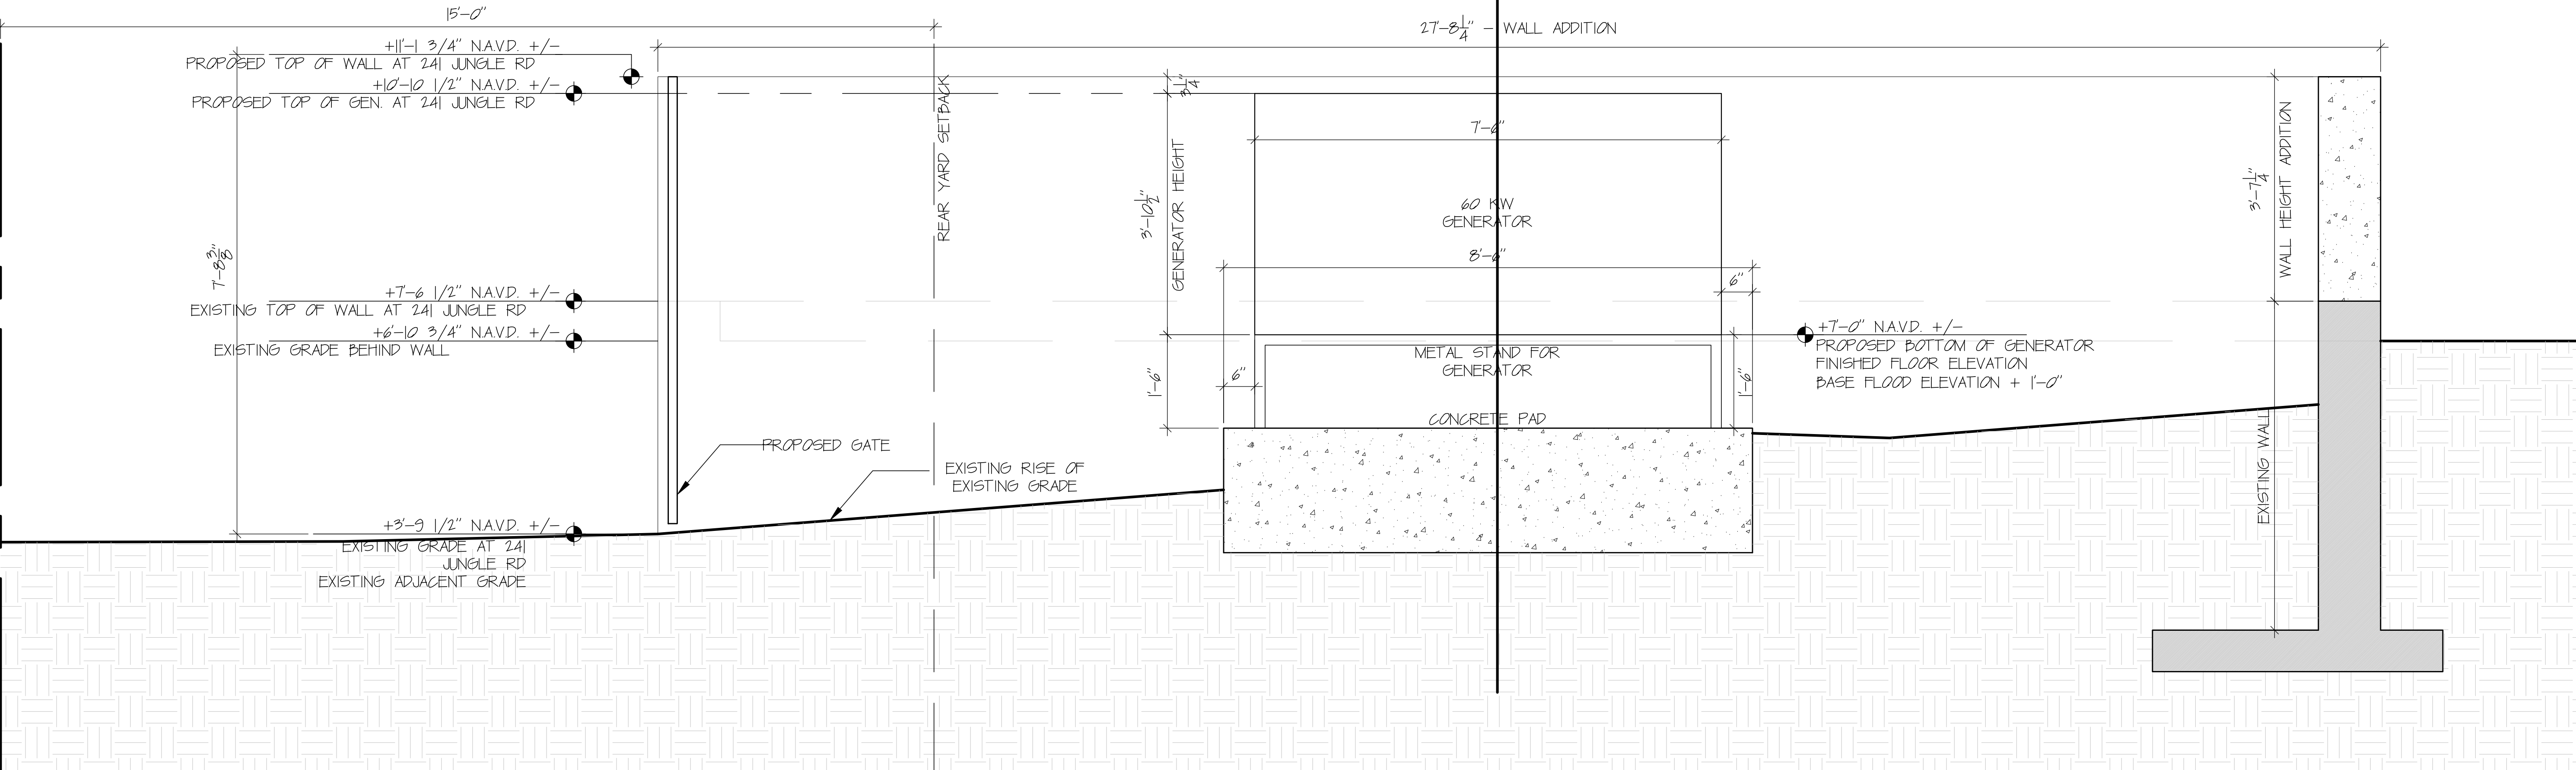 15'-0"
27'-8 1/4" - WALL ADDITION
+11'-1 3/4" N.A.V.D. +/-
PROPOSED TOP OF WALL AT 241 JUNGLE RD
+10'-10 1/2" N.A.V.D. +/-
PROPOSED TOP OF GEN. AT 241 JUNGLE RD
7'-8 3/8"
+7'-6 1/2" N.A.V.D. +/-
EXISTING TOP OF WALL AT 241 JUNGLE RD
+6'-10 3/4" N.A.V.D. +/-
EXISTING GRADE BEHIND WALL
+3'-9 1/2" N.A.V.D. +/-
EXISTING GRADE AT 241
JUNGLE RD
EXISTING ADJACENT GRADE
PROPOSED GATE
REAR YARD SETBACK
EXISTING RISE OF
EXISTING GRADE
3 1/4"
3'-10 1/2"
GENERATOR HEIGHT
1'-6"
7'-6"
60 KW
GENERATOR
8'-6"
6"
6"
METAL STAND FOR
GENERATOR
CONCRETE PAD
1'-6"
+7'-0" N.A.V.D. +/-
PROPOSED BOTTOM OF GENERATOR
FINISHED FLOOR ELEVATION
BASE FLOOD ELEVATION + 1'-0"
3'-7 1/4"
WALL HEIGHT ADDITION
EXISTING WALL